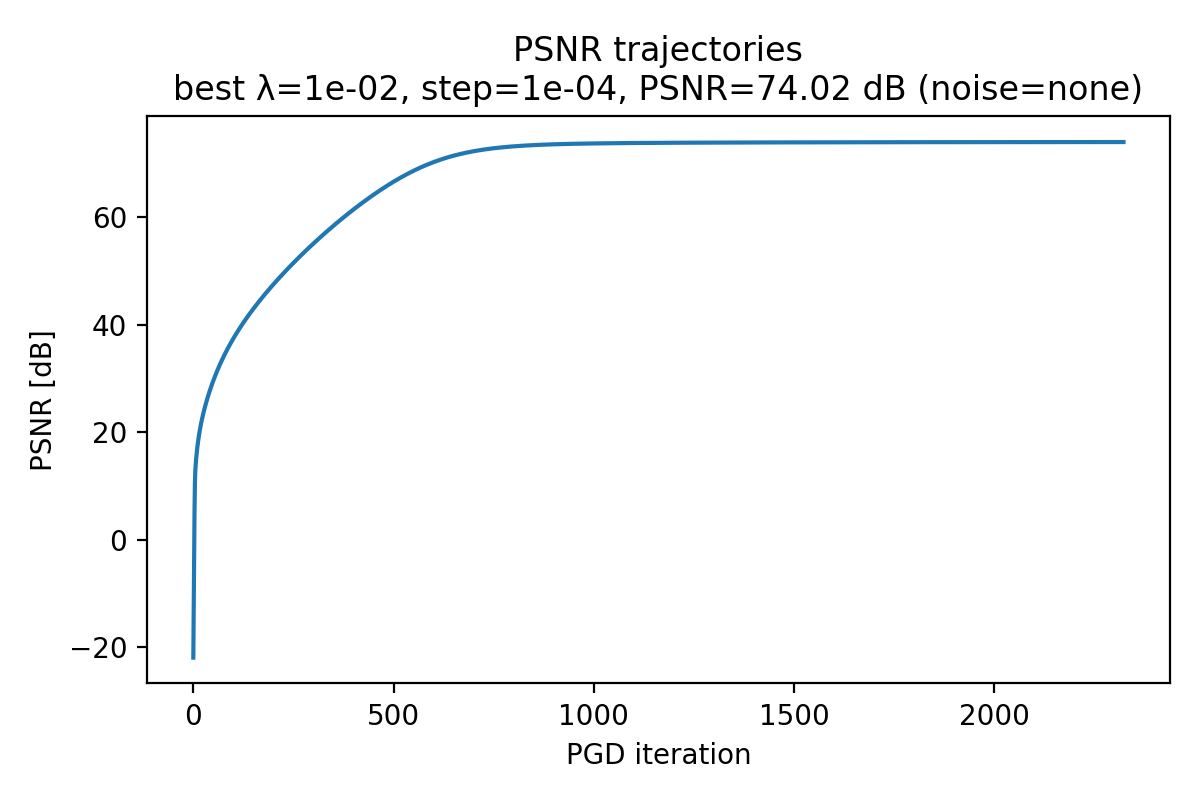 PSNR trajectories
best λ=1e-02, step=1e-04, PSNR=74.02 dB (noise=none)
PSNR [dB]
60
40
20
0
−20
0 500 1000 1500 2000
PGD iteration